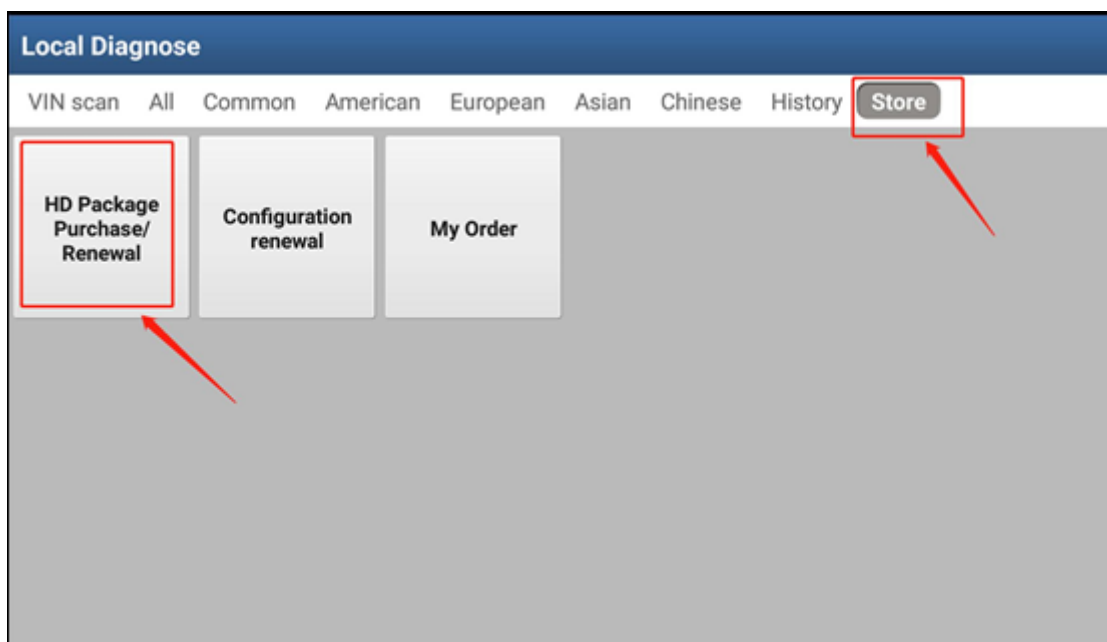 Local Diagnose
VIN scan All Common American European Asian Chinese History Store
HD Package
Purchase/
Renewal
Configuration
renewal
My Order